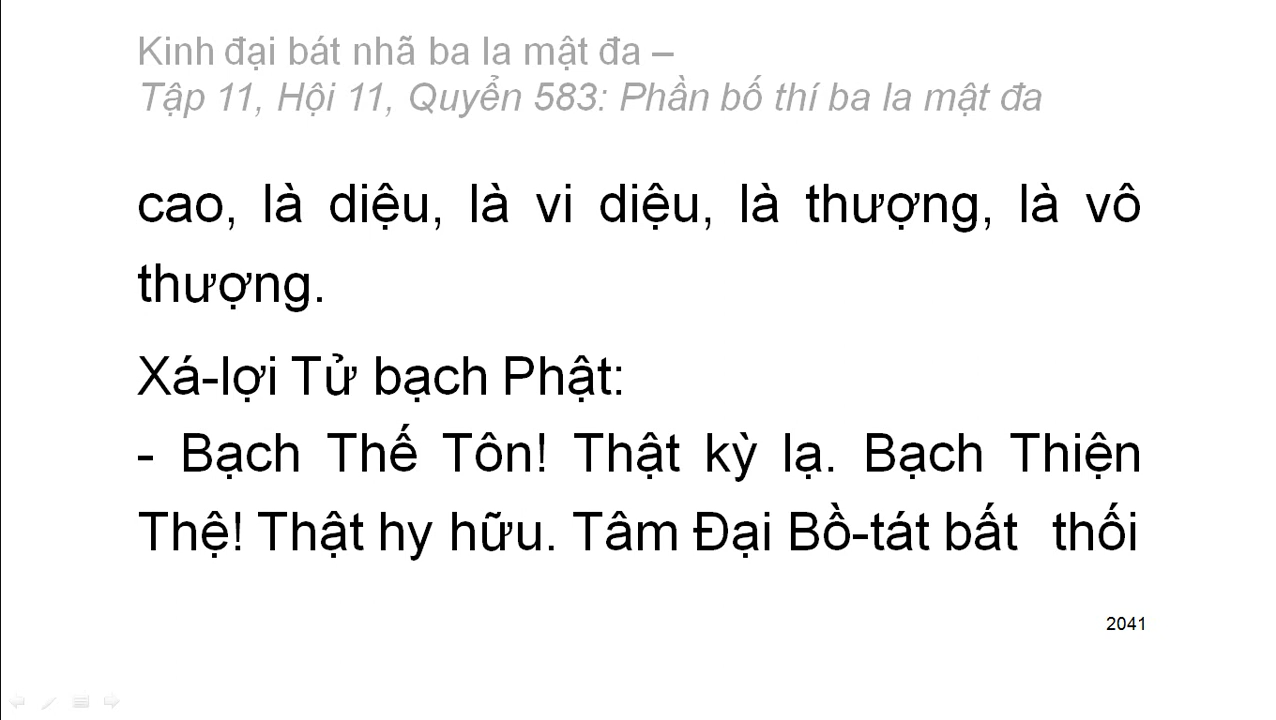 Kinh đại bát nhã ba la mật đa –
Tập 11, Hội 11, Quyển 583: Phần bố thí ba la mật đa
cao, là diệu, là vi diệu, là thượng, là vô
thượng.
Xá-lợi Tử bạch Phật:
- Bạch Thế Tôn! Thật kỳ lạ. Bạch Thiện
Thệ! Thật hy hữu. Tâm Đại Bồ-tát bất thối
2041